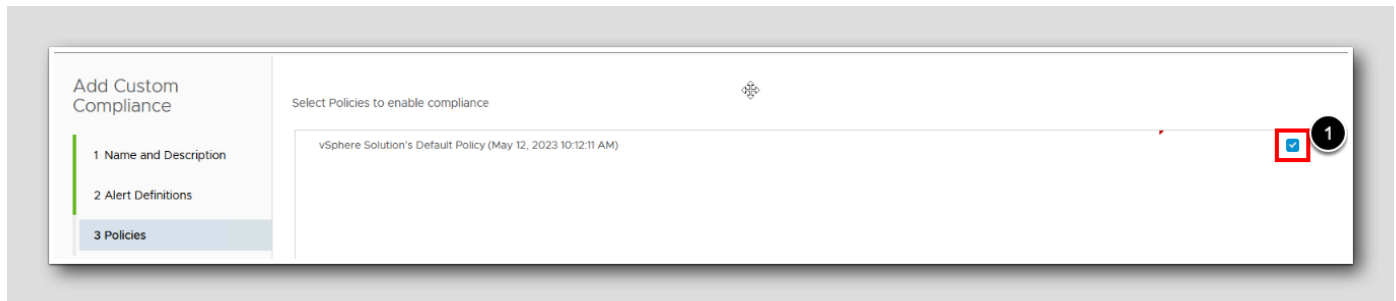 Add Custom
Compliance
1 Name and Description
2 Alert Definitions
3 Policies
Select Policies to enable compliance
vSphere Solution's Default Policy (May 12, 2023 10:12:11 AM)
1